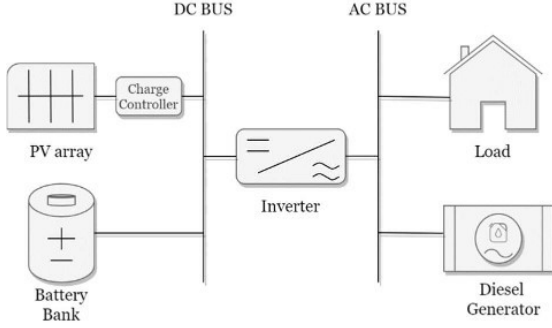 DC BUS
AC BUS
Charge
Controller
PV array
Load
Inverter
Battery
Bank
Diesel
Generator